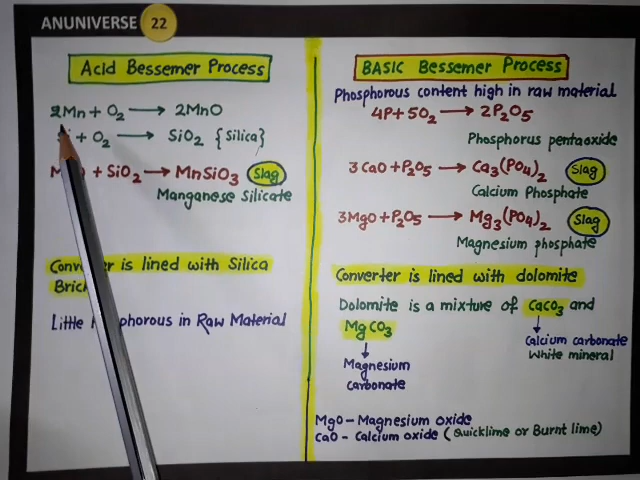 ANUNIVERSE 22
Acid Bessemer Process
2Mn + O₂ → 2MnO
+ O₂ → SiO₂ {Silica}
+ SiO₂ → MnSiO₃ Slag
Manganese Silicate
is lined with Silica
Little in Raw Material
BASIC Bessemer Process
Phosphorous content high in raw material
4P + 5O₂ → 2P₂O₅
Phosphorus pentaoxide
3CaO + P₂O₅ → Ca₃(PO₄)₂ Slag
Calcium Phosphate
3MgO + P₂O₅ → Mg₃(PO₄)₂ Slag
Magnesium phosphate
Converter is lined with dolomite
Dolomite is a mixture of CaCO₃ and
MgCO₃
Calcium carbonate
White mineral
Magnesium
carbonate
MgO - Magnesium oxide
CaO - Calcium oxide (Quicklime or Burnt lime)